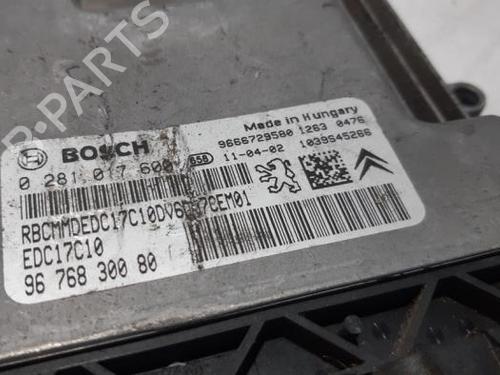 Made in Hungary
BOSCH
9666729580 1263 0476
0 281 017 600
658
11-04-02 1039S45266
EDC17C10
96 768 300 80
PARTS